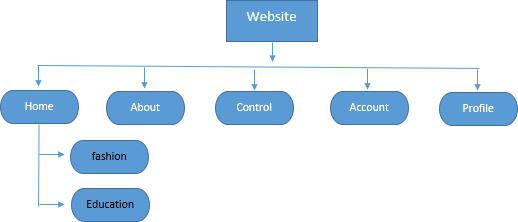 Website
Home
About
Control
Account
Profile
fashion
Education